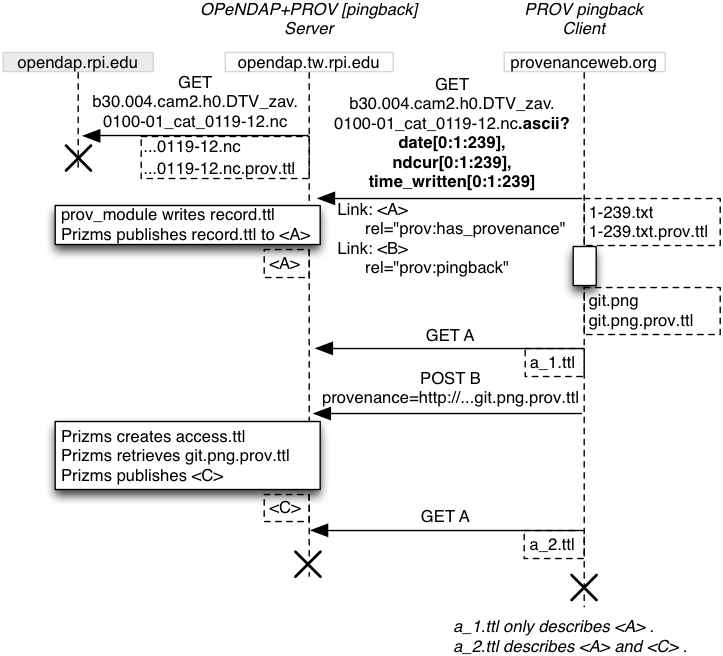 OPeNDAP+PROV [pingback]
Server
PROV pingback
Client
opendap.rpi.edu
opendap.tw.rpi.edu
provenanceweb.org
GET
b30.004.cam2.h0.DTV_zav.
0100-01_cat_0119-12.nc
...0119-12.nc
...0119-12.nc.prov.ttl
GET
b30.004.cam2.h0.DTV_zav.
0100-01_cat_0119-12.nc.ascii?
date[0:1:239],
ndcur[0:1:239],
time_written[0:1:239]
prov_module writes record.ttl
Prizms publishes record.ttl to <A>
<A>
Link: <A>
rel="prov:has_provenance"
Link: <B>
rel="prov:pingback"
1-239.txt
1-239.txt.prov.ttl
git.png
git.png.prov.ttl
GET A
a_1.ttl
POST B
provenance=http://...git.png.prov.ttl
Prizms creates access.ttl
Prizms retrieves git.png.prov.ttl
Prizms publishes <C>
<C>
GET A
a_2.ttl
a_1.ttl only describes <A> .
a_2.ttl describes <A> and <C> .